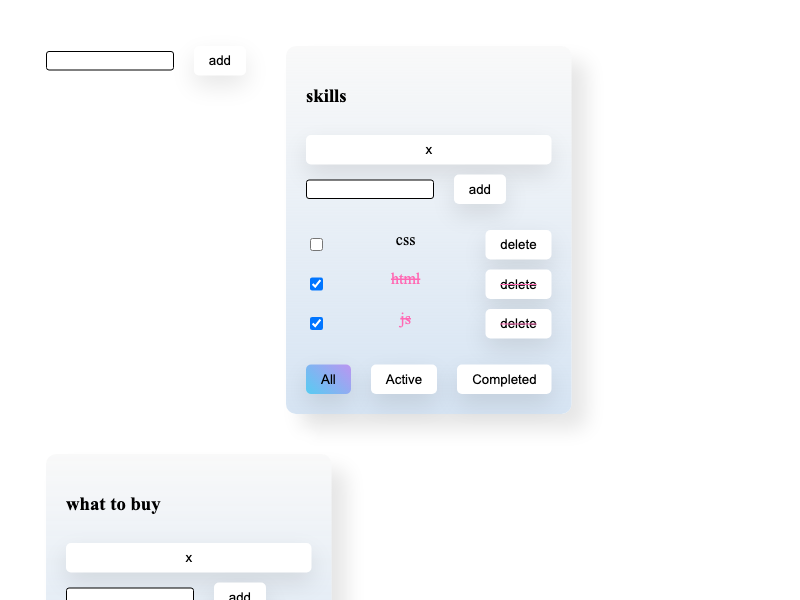 add
skills
x
add
css delete
html delete
js delete
All Active Completed
what to buy
x
add